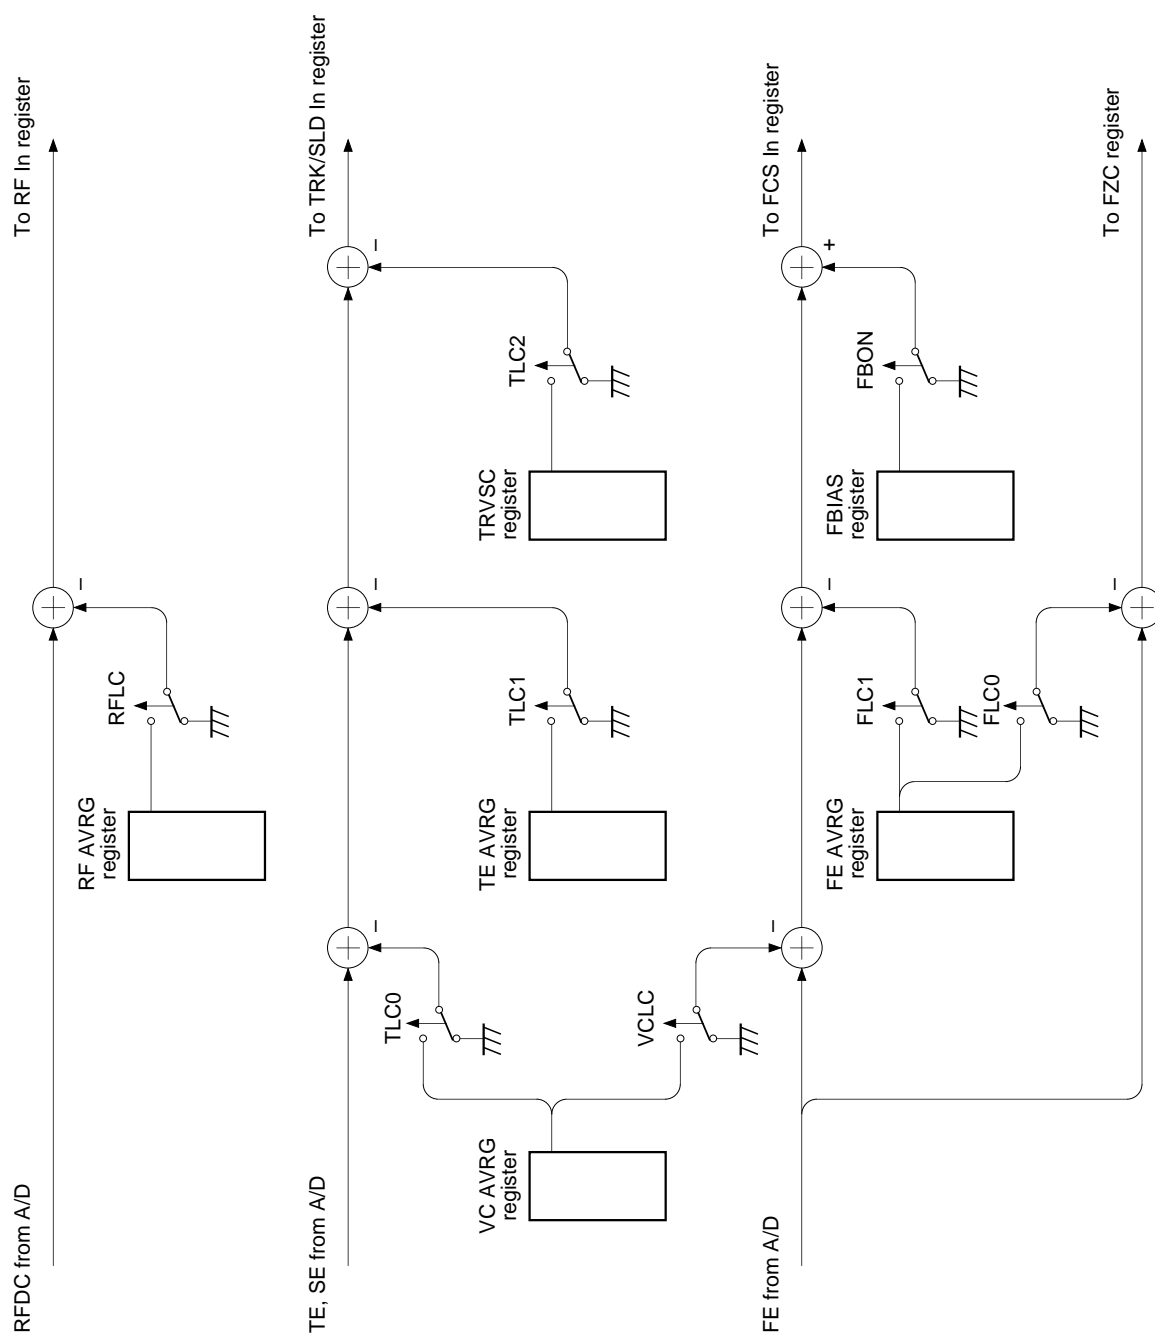 RFDC from A/D
RF AVRG
register
RFLC
−
To RF In register
TE, SE from A/D
VC AVRG
register
TLC0
−
TE AVRG
register
TLC1
−
TRVSC
register
TLC2
−
To TRK/SLD In register
FE from A/D
VCLC
−
FE AVRG
register
FLC1
−
FBIAS
register
FBON
+
To FCS In register
FLC0
−
To FZC register